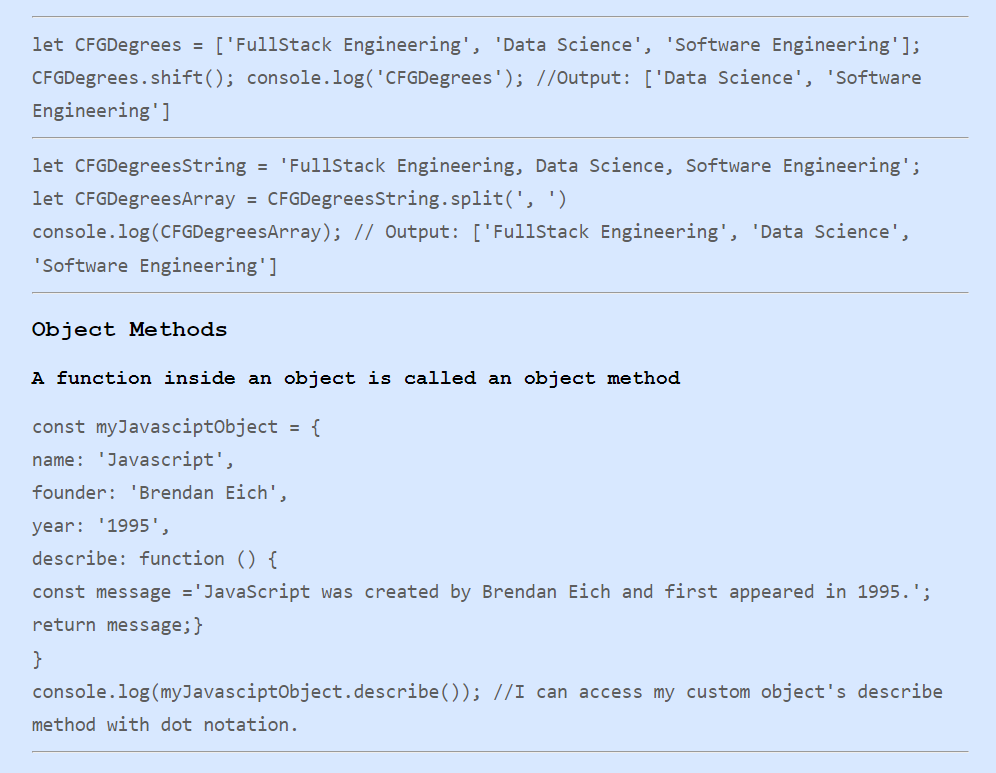 let CFGDegrees = ['FullStack Engineering', 'Data Science', 'Software Engineering'];
CFGDegrees.shift(); console.log('CFGDegrees'); //Output: ['Data Science', 'Software
Engineering']
let CFGDegreesString = 'FullStack Engineering, Data Science, Software Engineering';
let CFGDegreesArray = CFGDegreesString.split(', ')
console.log(CFGDegreesArray); // Output: ['FullStack Engineering', 'Data Science',
'Software Engineering']
Object Methods
A function inside an object is called an object method
const myJavasciptObject = {
name: 'Javascript',
founder: 'Brendan Eich',
year: '1995',
describe: function () {
const message ='JavaScript was created by Brendan Eich and first appeared in 1995.';
return message;}
}
console.log(myJavasciptObject.describe()); //I can access my custom object's describe
method with dot notation.